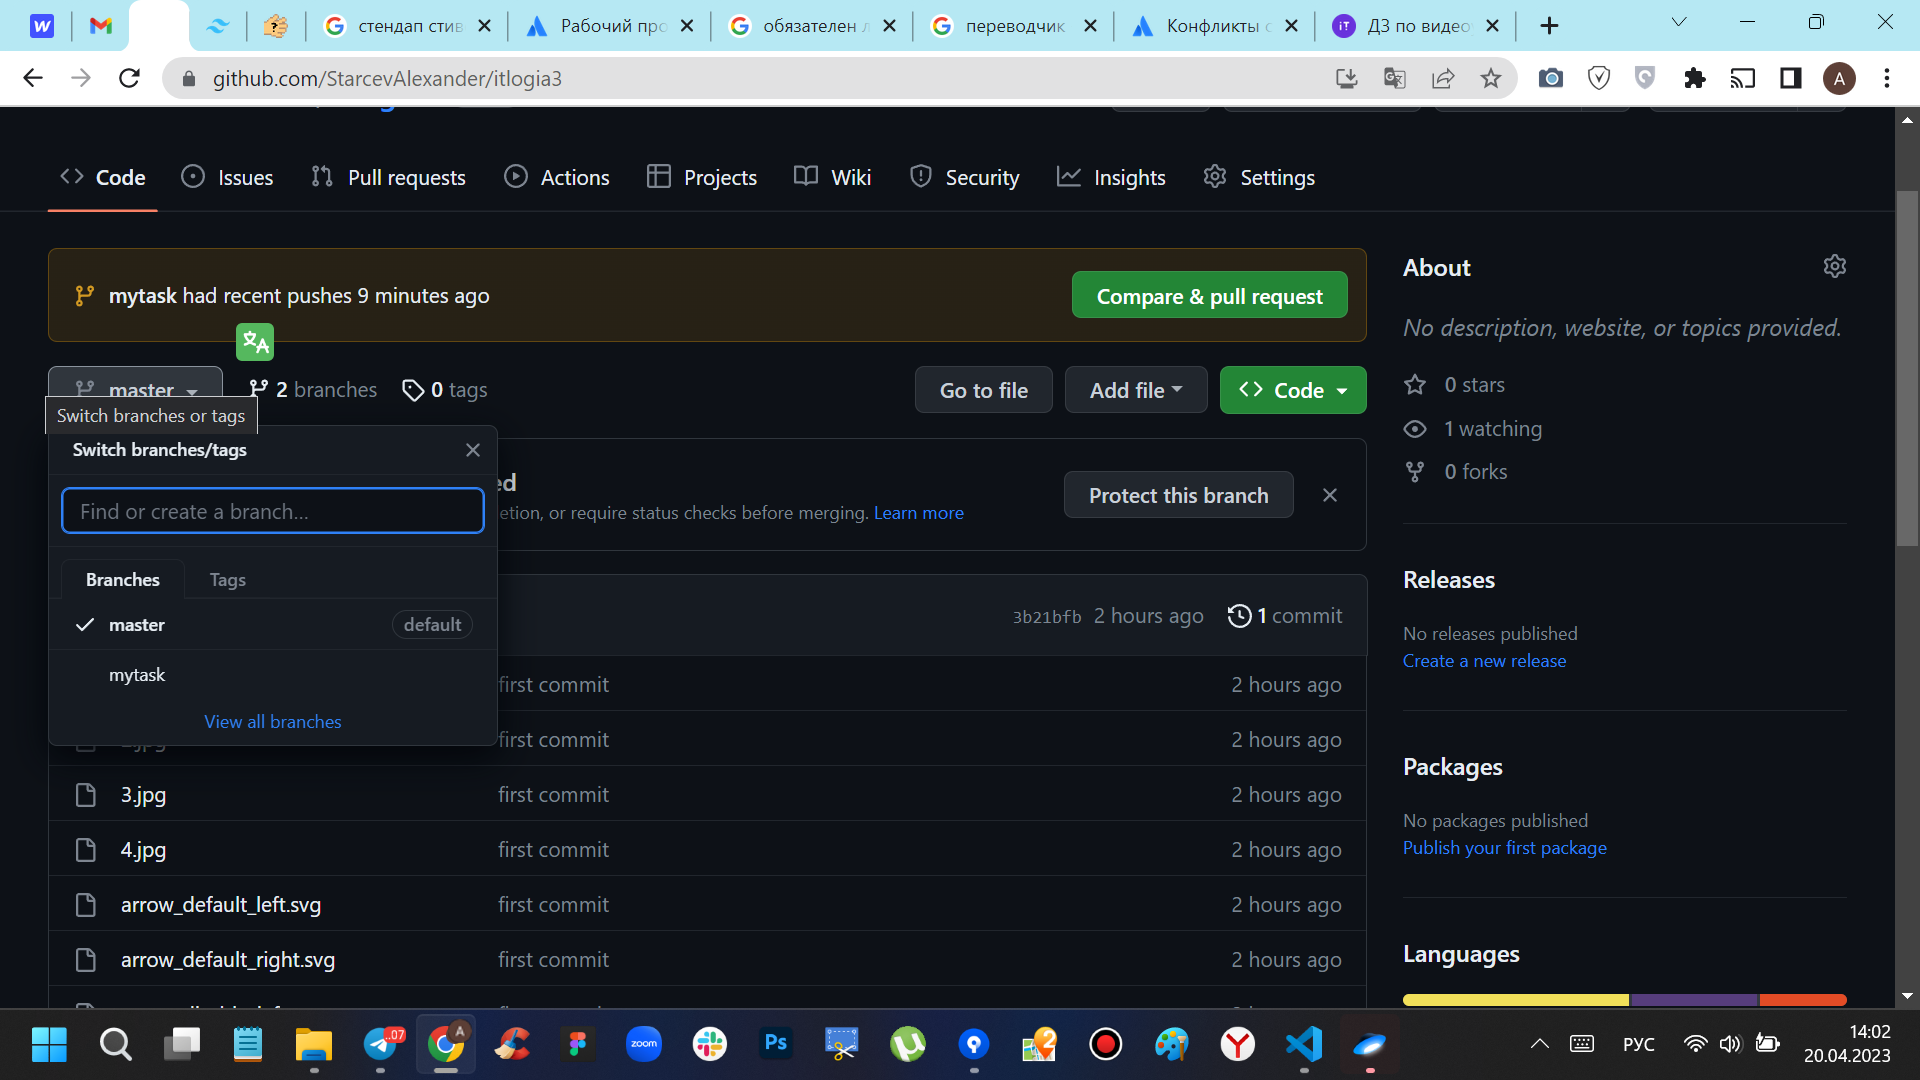 стендап стив
Рабочий про
обязателен л
переводчик
Конфликты с
ДЗ по видео
github.com/StarcevAlexander/itlogia3
A
Code
Issues
Pull requests
Actions
Projects
Wiki
Security
Insights
Settings
mytask had recent pushes 9 minutes ago
Compare & pull request
master
2 branches
0 tags
Go to file
Add file
Code
Switch branches or tags
Switch branches/tags
Find or create a branch...
Branches
Tags
master
default
mytask
View all branches
ed
etion, or require status checks before merging. Learn more
Protect this branch
3b21bfb 2 hours ago
1 commit
first commit
2 hours ago
first commit
2 hours ago
3.jpg
first commit
2 hours ago
4.jpg
first commit
2 hours ago
arrow_default_left.svg
first commit
2 hours ago
arrow_default_right.svg
first commit
2 hours ago
About
No description, website, or topics provided.
0 stars
1 watching
0 forks
Releases
No releases published
Create a new release
Packages
No packages published
Publish your first package
Languages
..07
A
zoom
Ps
2
РУС
14:02
20.04.2023